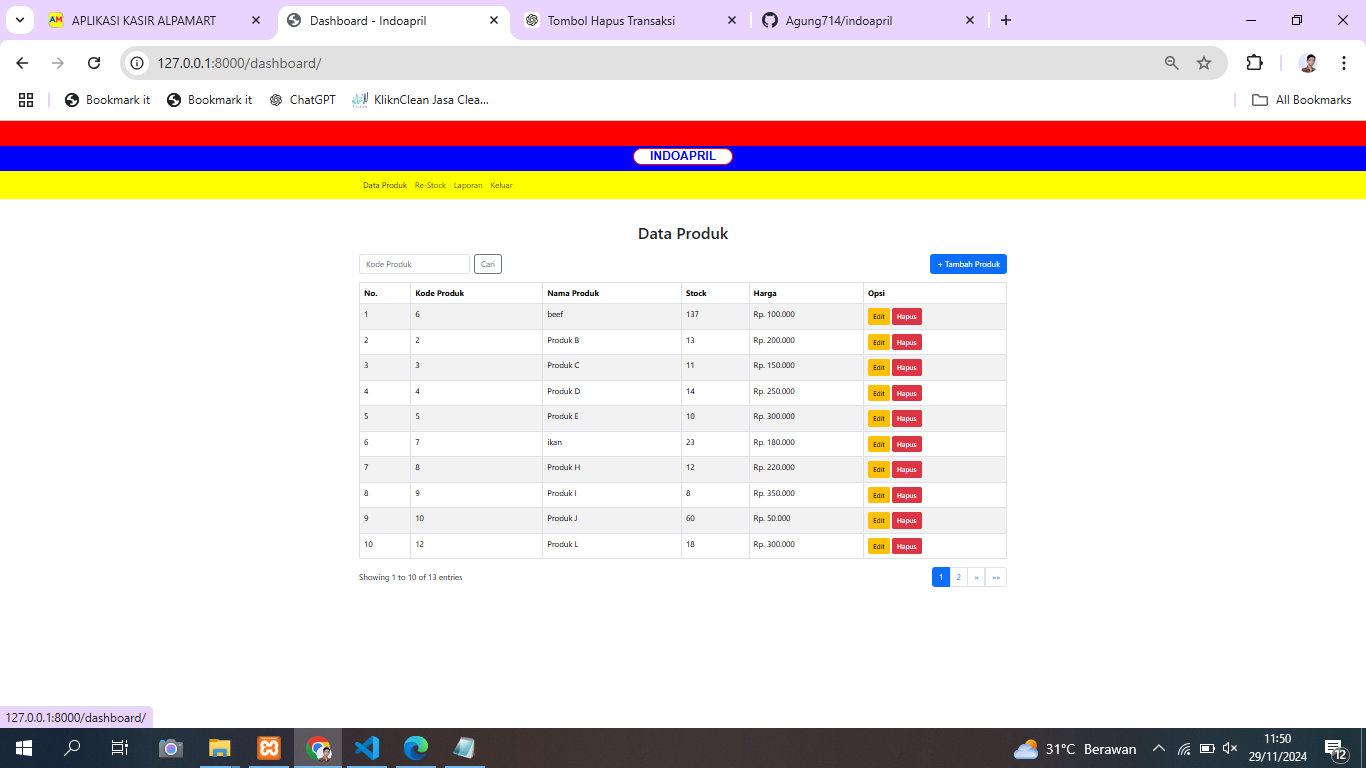 APLIKASI KASIR ALPAMART
Dashboard - Indoapril
Tombol Hapus Transaksi
Agung714/indoapril
127.0.0.1:8000/dashboard/
Bookmark it
Bookmark it
ChatGPT
KliknClean Jasa Clea...
All Bookmarks
INDOAPRIL
Data Produk Re-Stock Laporan Keluar
Data Produk
Kode Produk Cari + Tambah Produk
No. Kode Produk Nama Produk Stock Harga Opsi
1 6 beef 137 Rp. 100.000 Edit Hapus
2 2 Produk B 13 Rp. 200.000 Edit Hapus
3 3 Produk C 11 Rp. 150.000 Edit Hapus
4 4 Produk D 14 Rp. 250.000 Edit Hapus
5 5 Produk E 10 Rp. 300.000 Edit Hapus
6 7 ikan 23 Rp. 180.000 Edit Hapus
7 8 Produk H 12 Rp. 220.000 Edit Hapus
8 9 Produk I 8 Rp. 350.000 Edit Hapus
9 10 Produk J 60 Rp. 50.000 Edit Hapus
10 12 Produk L 18 Rp. 300.000 Edit Hapus
Showing 1 to 10 of 13 entries 1 2 » »»
127.0.0.1:8000/dashboard/
31°C Berawan
11:50
29/11/2024
12